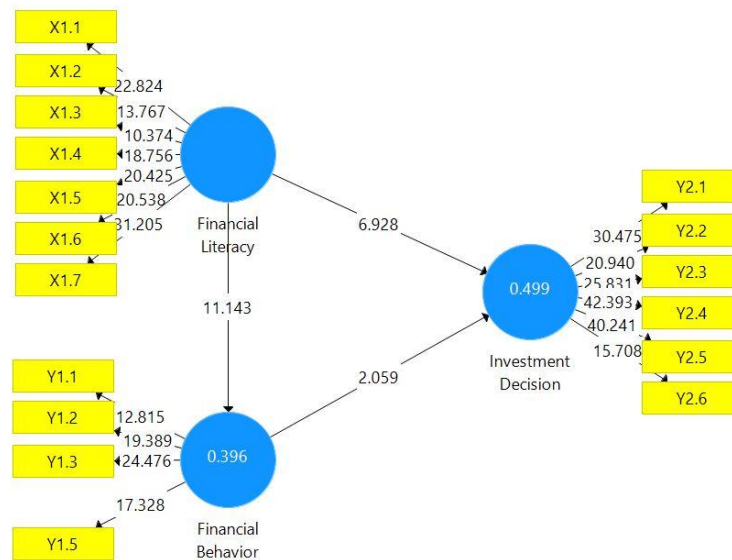 X1.1
X1.2
X1.3
X1.4
X1.5
X1.6
X1.7
22.824
13.767
10.374
18.756
20.425
20.538
31.205
Financial
Literacy
6.928
11.143
2.059
Y1.1
Y1.2
Y1.3
Y1.5
12.815
19.389
24.476
17.328
0.396
Financial
Behavior
0.499
Investment
Decision
30.475
20.940
25.831
42.393
40.241
15.708
Y2.1
Y2.2
Y2.3
Y2.4
Y2.5
Y2.6